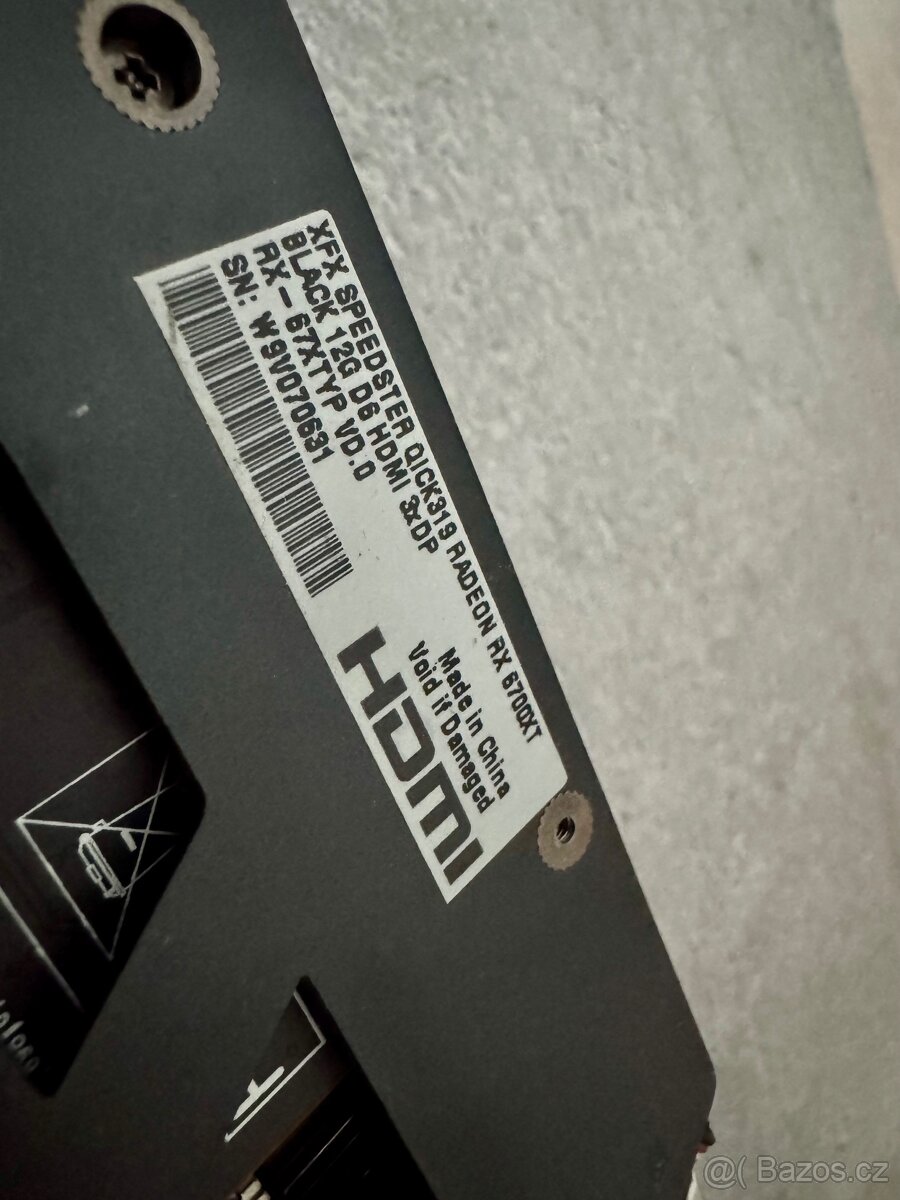 XFX SPEEDSTER QICK319 RADEON RX 6700XT
BLACK 12G D6 HDMI 3xDP
RX-67XTYP VD.0
SN: W9V070631
Made in China
Void if Damaged
HDMI
@( Bazos.cz